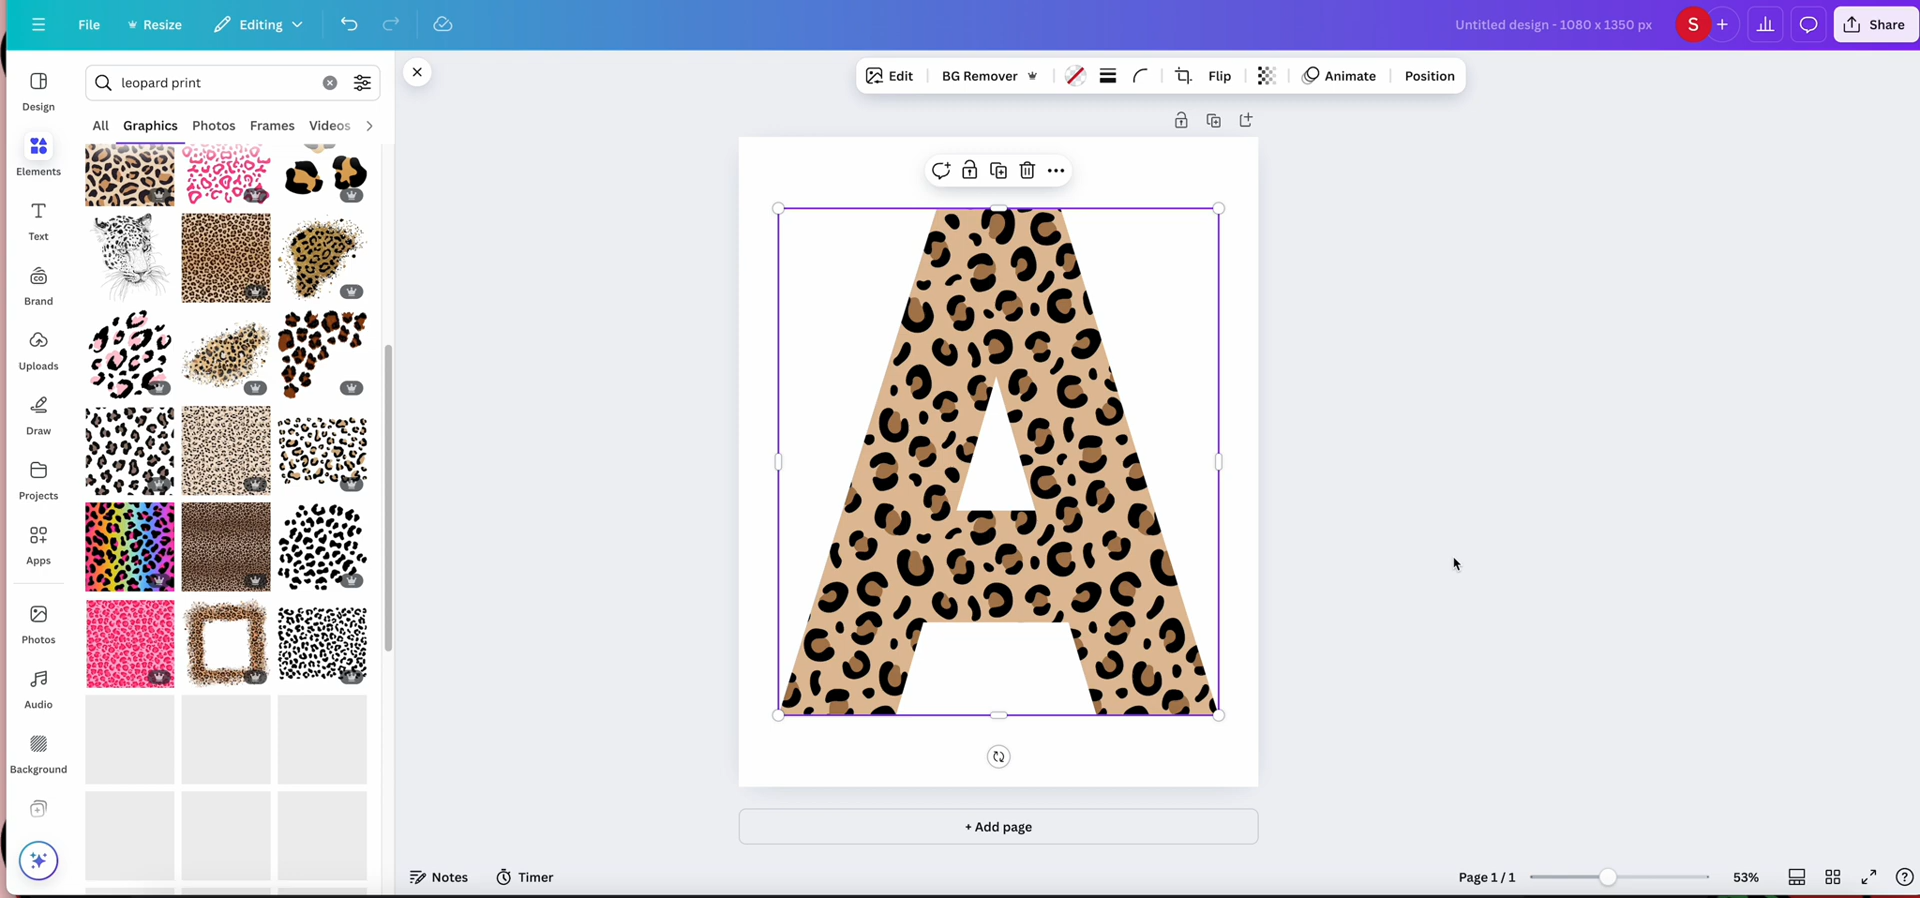 File Resize Editing Untitled design - 1080 x 1350 px S Share
leopard print
Edit BG Remover Flip Animate Position
All Graphics Photos Frames Videos
Design
Elements
Text
Brand
Uploads
Draw
Projects
Apps
Photos
Audio
Background
A
+ Add page
Notes Timer Page 1 / 1 53%